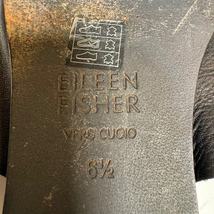 EILEEN
FISHER
VERO CUOIO
6½